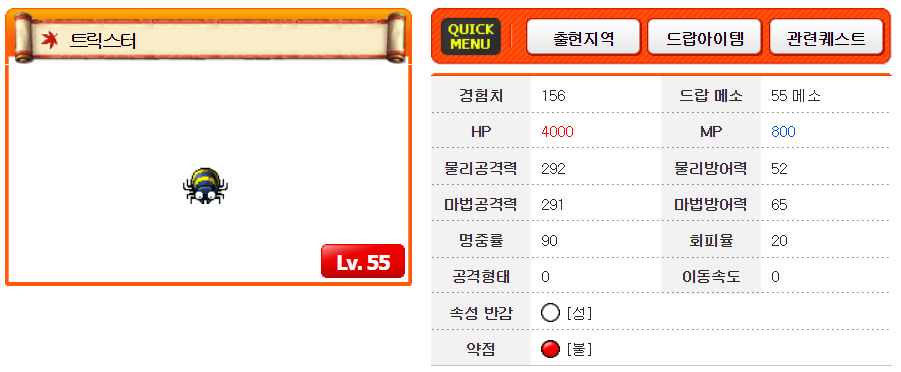 트릭스터
Lv. 55
QUICK MENU 출현지역 드랍아이템 관련퀘스트
경험치 156 드랍 메소 55 메소
HP 4000 MP 800
물리공격력 292 물리방어력 52
마법공격력 291 마법방어력 65
명중률 90 회피율 20
공격형태 0 이동속도 0
속성 반감 [성]
약점 [불]